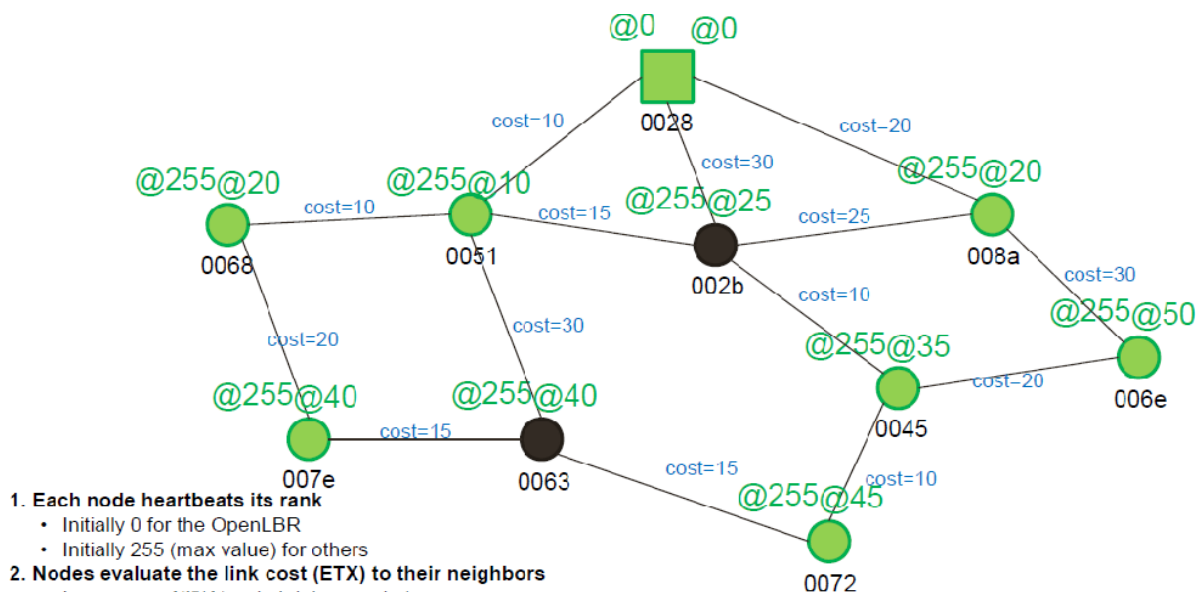 @0 @0
0028
cost=10
cost=30
cost=20
@255@20
0068
cost=10
@255@10
0051
cost=15
@255@25
002b
cost=25
@255@20
008a
cost=20
cost=30
cost=10
cost=30
@255@50
006e
@255@35
0045
cost=20
@255@40
007e
cost=15
@255@40
0063
cost=15
cost=10
@255@45
0072
1. Each node heartbeats its rank
• Initially 0 for the OpenLBR
• Initially 255 (max value) for others
2. Nodes evaluate the link cost (ETX) to their neighbors